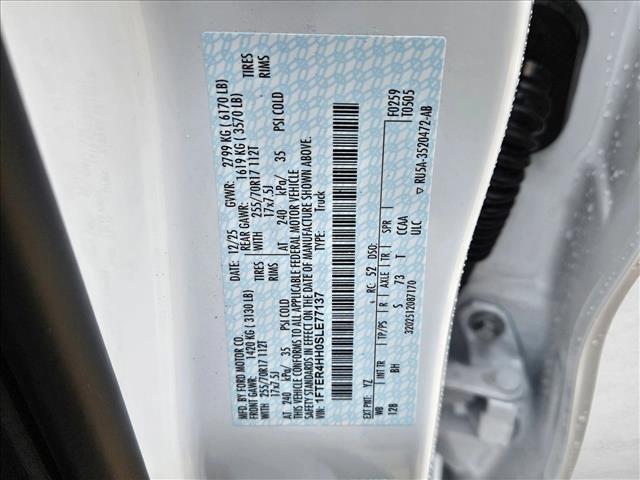 MFD. BY FORD MOTOR CO.
DATE: 12/25 GVWR: 2799 KG ( 6170 LB)
FRONT GAWR: 1420 KG ( 3130 LB) REAR GAWR: 1619 KG ( 3570 LB)
WITH 255/70R17 112T TIRES WITH 255/70R17 112T TIRES
17x7.5J RIMS 17x7.5J RIMS
AT 240 kPa/ 35 PSI COLD AT 240 kPa/ 35 PSI COLD
THIS VEHICLE CONFORMS TO ALL APPLICABLE FEDERAL MOTOR VEHICLE
SAFETY STANDARDS IN EFFECT ON THE DATE OF MANUFACTURE SHOWN ABOVE.
VIN: 1FTER4HH0SLE77137
TYPE: Truck
F0259
T0505
EXT PNT: YZ RC: 52 DSO:
WB INT TR TP/PS R AXLE TR SPR
128 BH S 73 T CCAA
ULC
3202512087170
▽ RU5A-3520472-AB